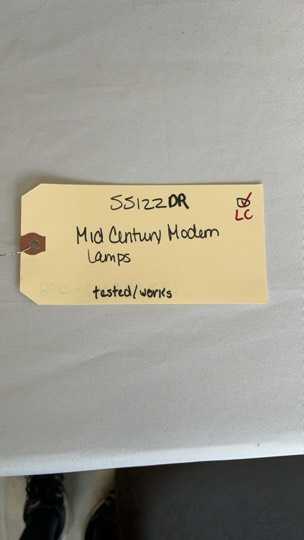 SS122DR
LC
Mid Century Modern
Lamps
tested/works